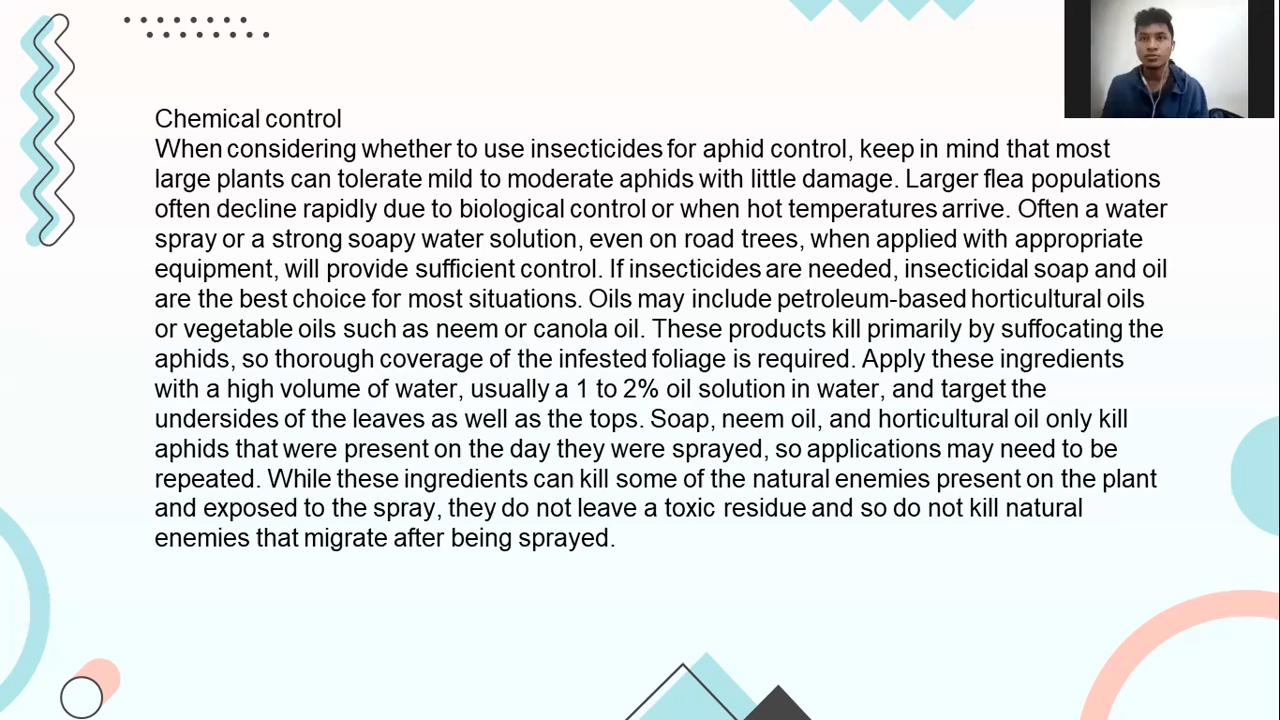 Chemical control
When considering whether to use insecticides for aphid control, keep in mind that most
large plants can tolerate mild to moderate aphids with little damage. Larger flea populations
often decline rapidly due to biological control or when hot temperatures arrive. Often a water
spray or a strong soapy water solution, even on road trees, when applied with appropriate
equipment, will provide sufficient control. If insecticides are needed, insecticidal soap and oil
are the best choice for most situations. Oils may include petroleum-based horticultural oils
or vegetable oils such as neem or canola oil. These products kill primarily by suffocating the
aphids, so thorough coverage of the infested foliage is required. Apply these ingredients
with a high volume of water, usually a 1 to 2% oil solution in water, and target the
undersides of the leaves as well as the tops. Soap, neem oil, and horticultural oil only kill
aphids that were present on the day they were sprayed, so applications may need to be
repeated. While these ingredients can kill some of the natural enemies present on the plant
and exposed to the spray, they do not leave a toxic residue and so do not kill natural
enemies that migrate after being sprayed.